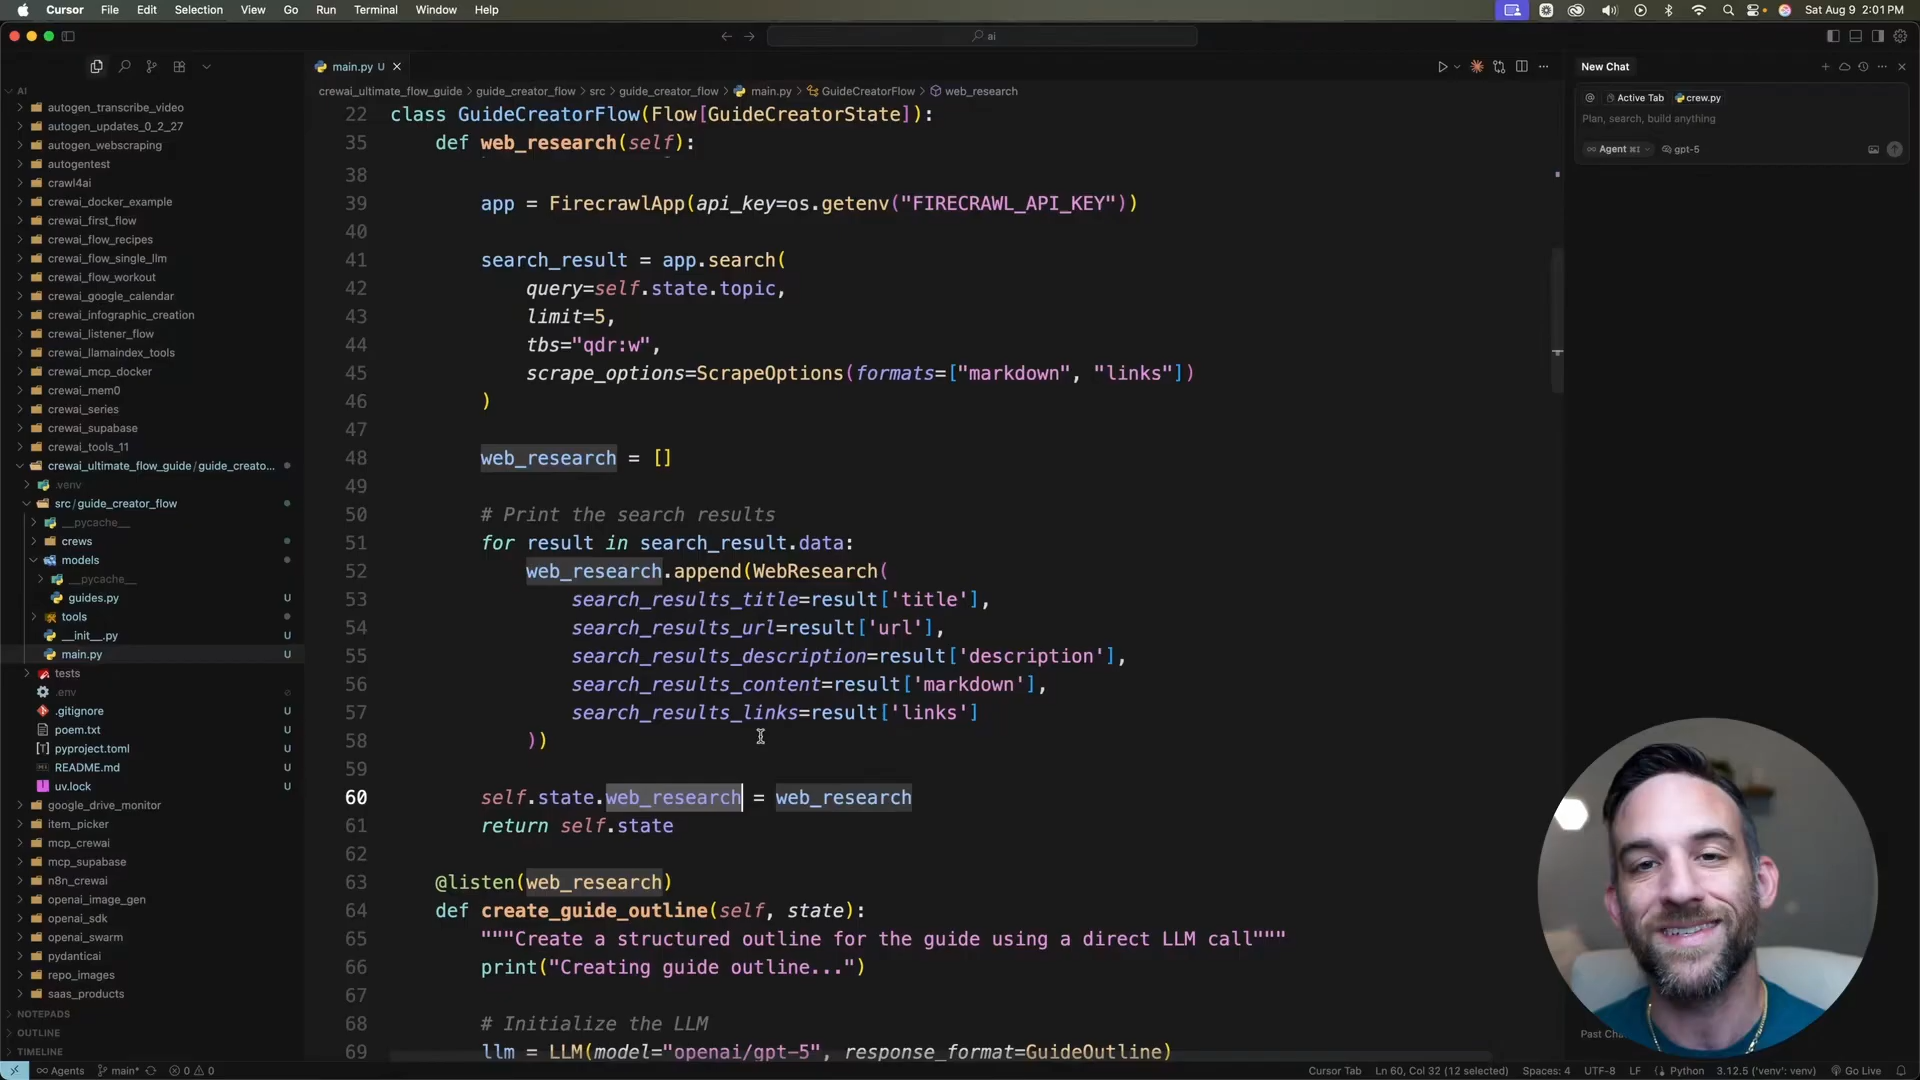 Cursor File Edit Selection View Go Run Terminal Window Help Sat Aug 9 2:01 PM
ai
main.py U
New Chat
crewai_ultimate_flow_guide > guide_creator_flow > src > guide_creator_flow > main.py > GuideCreatorFlow > web_research
Active Tab crew.py
Plan, search, build anything
Agent ⌘I gpt-5
AI
autogen_transcribe_video
autogen_updates_0_2_27
autogen_webscraping
autogentest
crawl4ai
crewai_docker_example
crewai_first_flow
crewai_flow_recipes
crewai_flow_single_llm
crewai_flow_workout
crewai_google_calendar
crewai_infographic_creation
crewai_listener_flow
crewai_llamaindex_tools
crewai_mcp_docker
crewai_mem0
crewai_series
crewai_supabase
crewai_tools_11
crewai_ultimate_flow_guide/guide_creato...
.venv
src/guide_creator_flow
__pycache__
crews
models
__pycache__
guides.py U
tools
__init__.py U
main.py U
tests
.env
.gitignore U
poem.txt U
pyproject.toml U
README.md U
uv.lock U
google_drive_monitor
item_picker
mcp_crewai
mcp_supabase
n8n_crewai
openai_image_gen
openai_sdk
openai_swarm
pydanticai
repo_images
saas_products
NOTEPADS
OUTLINE
TIMELINE
22 class GuideCreatorFlow(Flow[GuideCreatorState]):
35 def web_research(self):
38
39 app = FirecrawlApp(api_key=os.getenv("FIRECRAWL_API_KEY"))
40
41 search_result = app.search(
42 query=self.state.topic,
43 limit=5,
44 tbs="qdr:w",
45 scrape_options=ScrapeOptions(formats=["markdown", "links"])
46 )
47
48 web_research = []
49
50 # Print the search results
51 for result in search_result.data:
52 web_research.append(WebResearch(
53 search_results_title=result['title'],
54 search_results_url=result['url'],
55 search_results_description=result['description'],
56 search_results_content=result['markdown'],
57 search_results_links=result['links']
58 ))
59
60 self.state.web_research = web_research
61 return self.state
62
63 @listen(web_research)
64 def create_guide_outline(self, state):
65 """Create a structured outline for the guide using a direct LLM call"""
66 print("Creating guide outline...")
67
68 # Initialize the LLM
69 llm = LLM(model="openai/gpt-5", response_format=GuideOutline)
Past
Agents main* 0 0 Cursor Tab Ln 60, Col 32 (12 selected) Spaces: 4 UTF-8 LF Python 3.12.5 ('venv': venv) Go Live